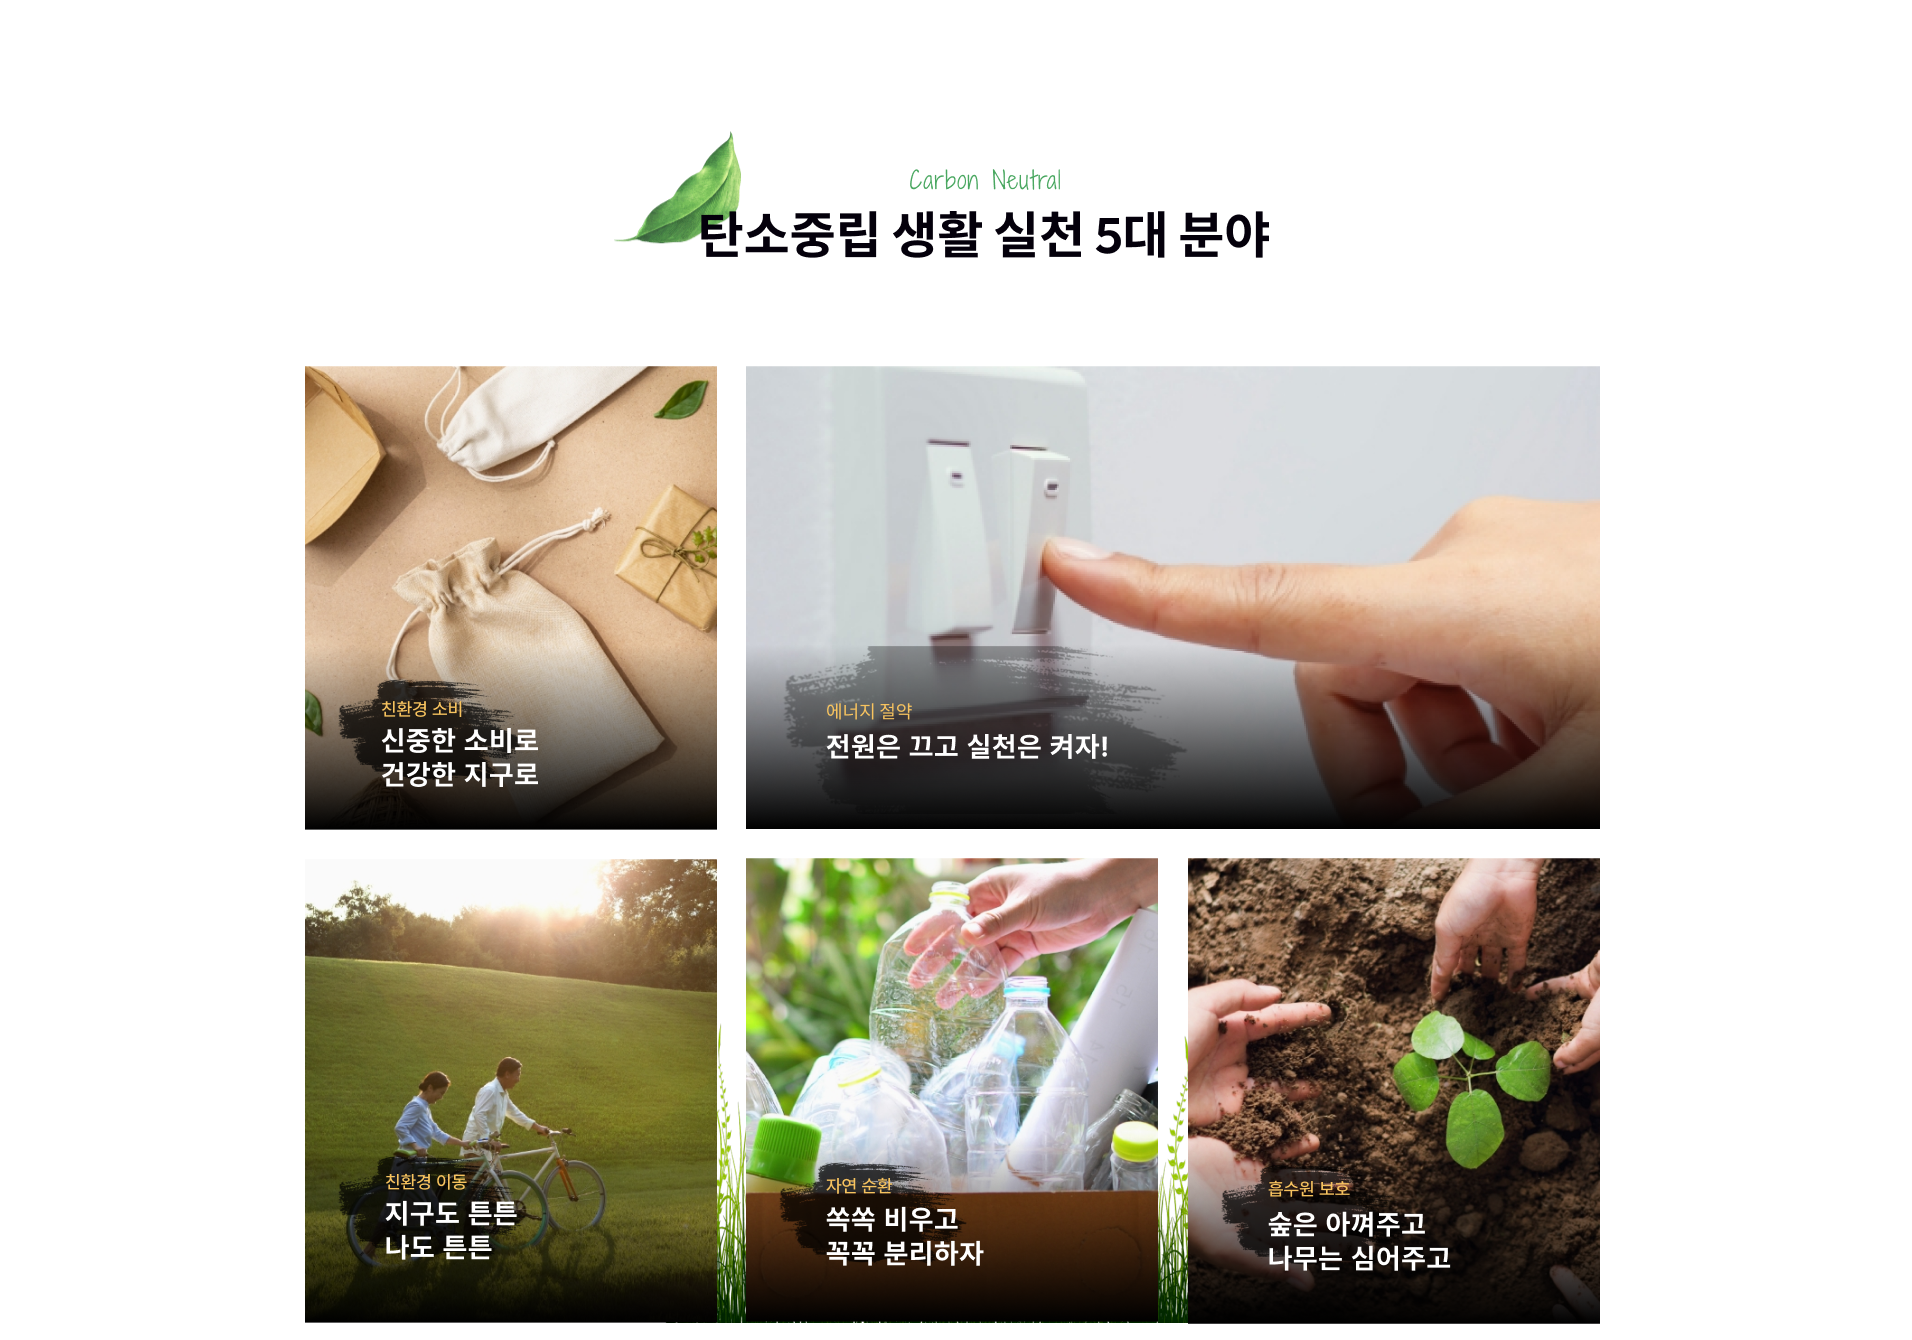 Carbon Neutral
탄소중립 생활 실천 5대 분야
친환경 소비
신중한 소비로
건강한 지구로
에너지 절약
전원은 끄고 실천은 켜자!
친환경 이동
지구도 튼튼
나도 튼튼
자연 순환
쏙쏙 비우고
꼭꼭 분리하자
흡수원 보호
숲은 아껴주고
나무는 심어주고